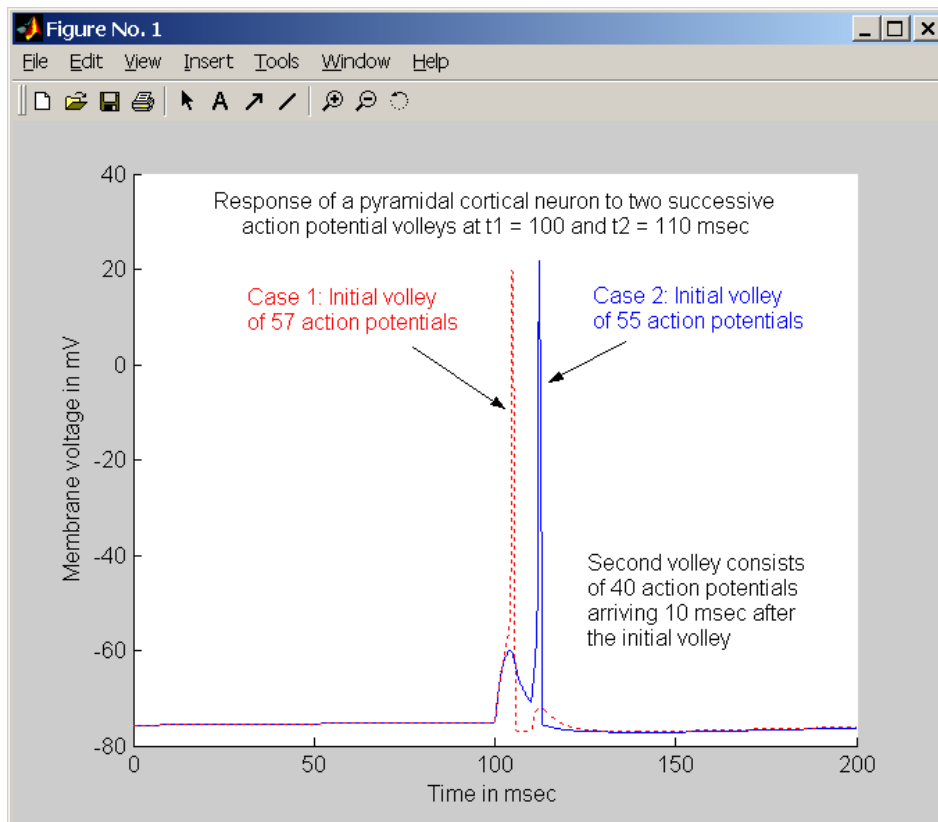 Figure No. 1
File Edit View Insert Tools Window Help
A
Response of a pyramidal cortical neuron to two successive
action potential volleys at t1 = 100 and t2 = 110 msec
Case 1: Initial volley
of 57 action potentials
Case 2: Initial volley
of 55 action potentials
Second volley consists
of 40 action potentials
arriving 10 msec after
the initial volley
Membrane voltage in mV
40
20
0
-20
-40
-60
-80
0 50 100 150 200
Time in msec